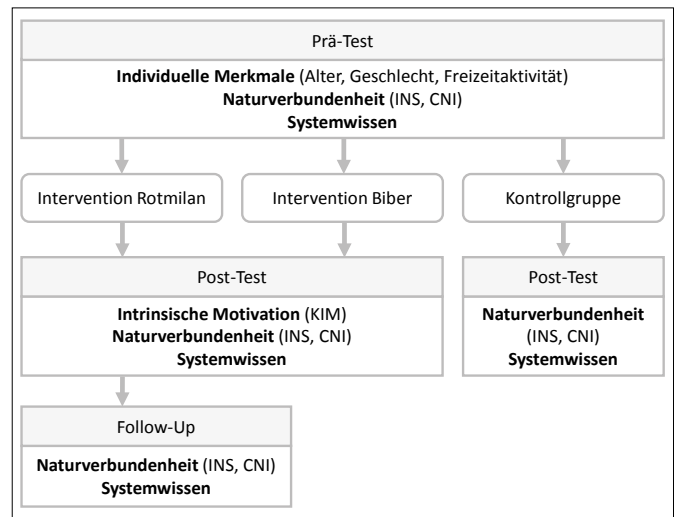 Prä-Test
Individuelle Merkmale (Alter, Geschlecht, Freizeitaktivität)
Naturverbundenheit (INS, CNI)
Systemwissen
Intervention Rotmilan
Intervention Biber
Kontrollgruppe
Post-Test
Intrinsische Motivation (KIM)
Naturverbundenheit (INS, CNI)
Systemwissen
Post-Test
Naturverbundenheit
(INS, CNI)
Systemwissen
Follow-Up
Naturverbundenheit (INS, CNI)
Systemwissen